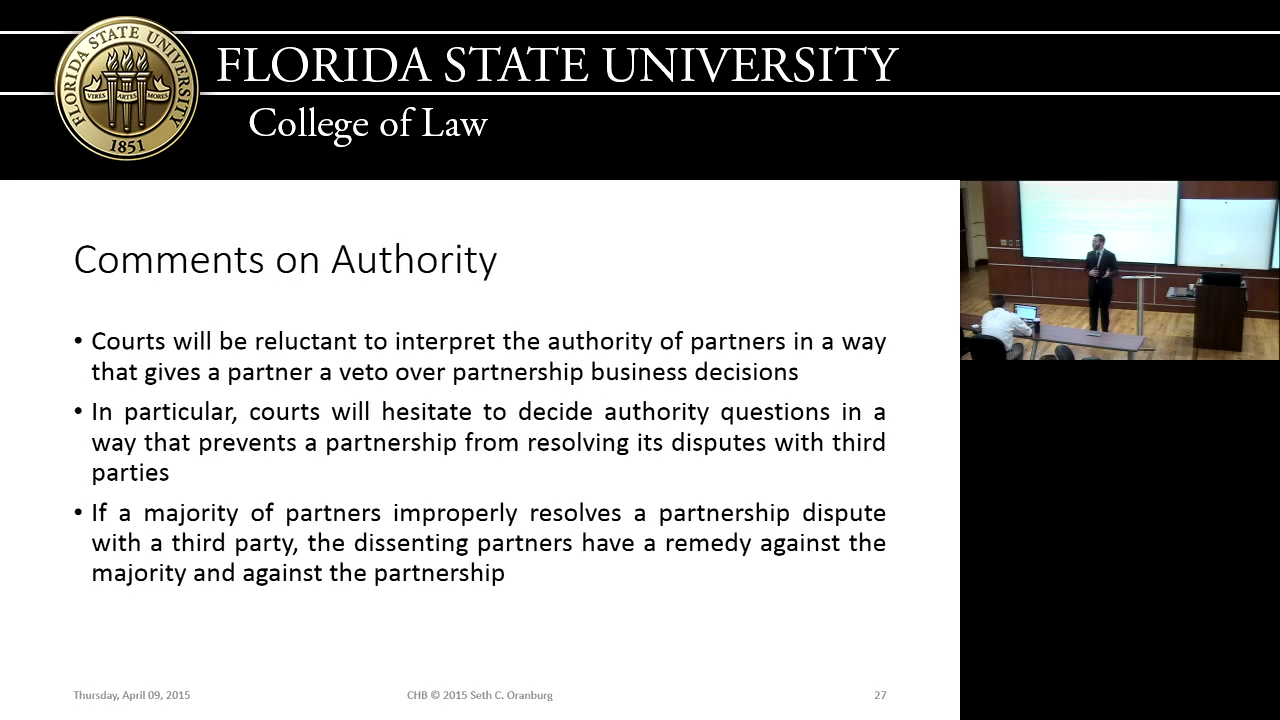 FLORIDA STATE UNIVERSITY
1851
VIRES ARTES MORES
FLORIDA STATE UNIVERSITY
College of Law
Comments on Authority
• Courts will be reluctant to interpret the authority of partners in a way
that gives a partner a veto over partnership business decisions
• In particular, courts will hesitate to decide authority questions in a
way that prevents a partnership from resolving its disputes with third
parties
• If a majority of partners improperly resolves a partnership dispute
with a third party, the dissenting partners have a remedy against the
majority and against the partnership
Thursday, April 09, 2015
CHB © 2015 Seth C. Oranburg
27